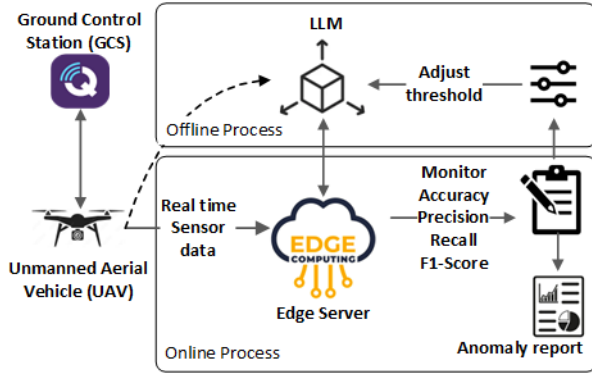 Ground Control
Station (GCS)
LLM
Adjust
threshold
Offline Process
Real time
Sensor
data
EDGE
COMPUTING
Edge Server
Monitor
Accuracy
Precision
Recall
F1-Score
Unmanned Aerial
Vehicle (UAV)
Anomaly report
Online Process